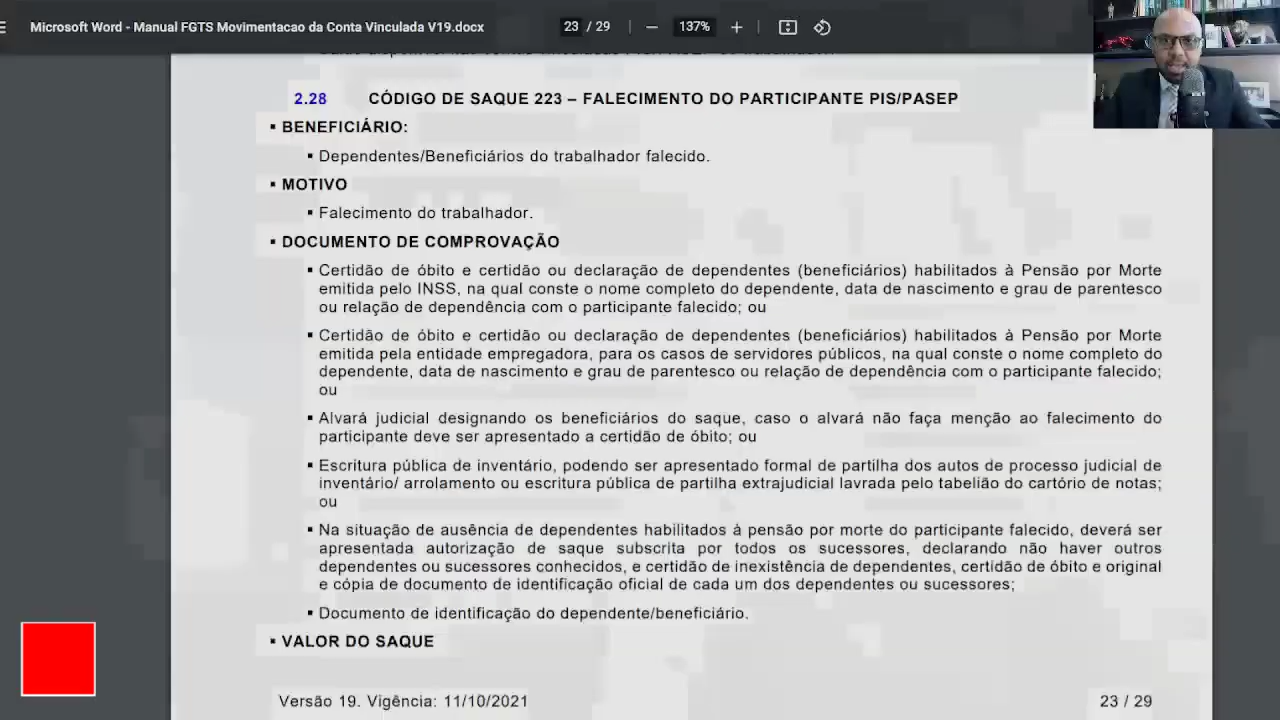 Microsoft Word - Manual FGTS Movimentacao da Conta Vinculada V19.docx
23 / 29
137%
2.28 CÓDIGO DE SAQUE 223 – FALECIMENTO DO PARTICIPANTE PIS/PASEP
▪ BENEFICIÁRIO:
▪ Dependentes/Beneficiários do trabalhador falecido.
▪ MOTIVO
▪ Falecimento do trabalhador.
▪ DOCUMENTO DE COMPROVAÇÃO
▪ Certidão de óbito e certidão ou declaração de dependentes (beneficiários) habilitados à Pensão por Morte
emitida pelo INSS, na qual conste o nome completo do dependente, data de nascimento e grau de parentesco
ou relação de dependência com o participante falecido; ou
▪ Certidão de óbito e certidão ou declaração de dependentes (beneficiários) habilitados à Pensão por Morte
emitida pela entidade empregadora, para os casos de servidores públicos, na qual conste o nome completo do
dependente, data de nascimento e grau de parentesco ou relação de dependência com o participante falecido;
ou
▪ Alvará judicial designando os beneficiários do saque, caso o alvará não faça menção ao falecimento do
participante deve ser apresentado a certidão de óbito; ou
▪ Escritura pública de inventário, podendo ser apresentado formal de partilha dos autos de processo judicial de
inventário/ arrolamento ou escritura pública de partilha extrajudicial lavrada pelo tabelião do cartório de notas;
ou
▪ Na situação de ausência de dependentes habilitados à pensão por morte do participante falecido, deverá ser
apresentada autorização de saque subscrita por todos os sucessores, declarando não haver outros
dependentes ou sucessores conhecidos, e certidão de inexistência de dependentes, certidão de óbito e original
e cópia de documento de identificação oficial de cada um dos dependentes ou sucessores;
▪ Documento de identificação do dependente/beneficiário.
▪ VALOR DO SAQUE
Versão 19. Vigência: 11/10/2021
23 / 29